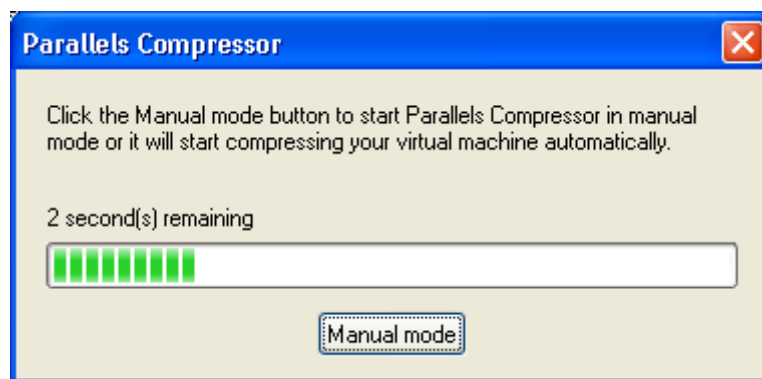 Parallels Compressor
Click the Manual mode button to start Parallels Compressor in manual
mode or it will start compressing your virtual machine automatically.
2 second(s) remaining
Manual mode